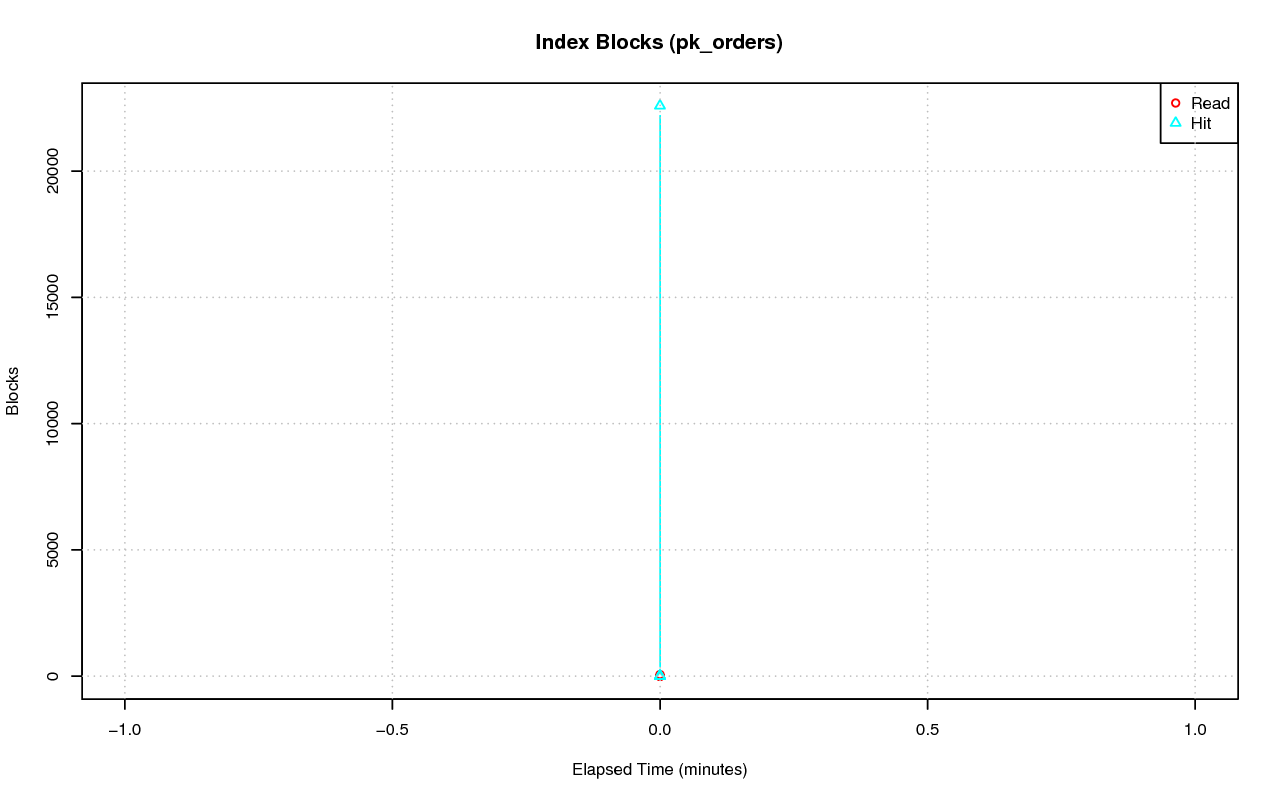 Index Blocks (pk_orders)
Read
Hit
20000
15000
10000
5000
0
Blocks
−1.0
−0.5
0.0
0.5
1.0
Elapsed Time (minutes)